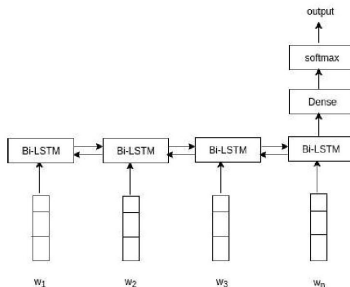 output
softmax
Dense
Bi-LSTM Bi-LSTM Bi-LSTM Bi-LSTM
w1 w2 w3 wn